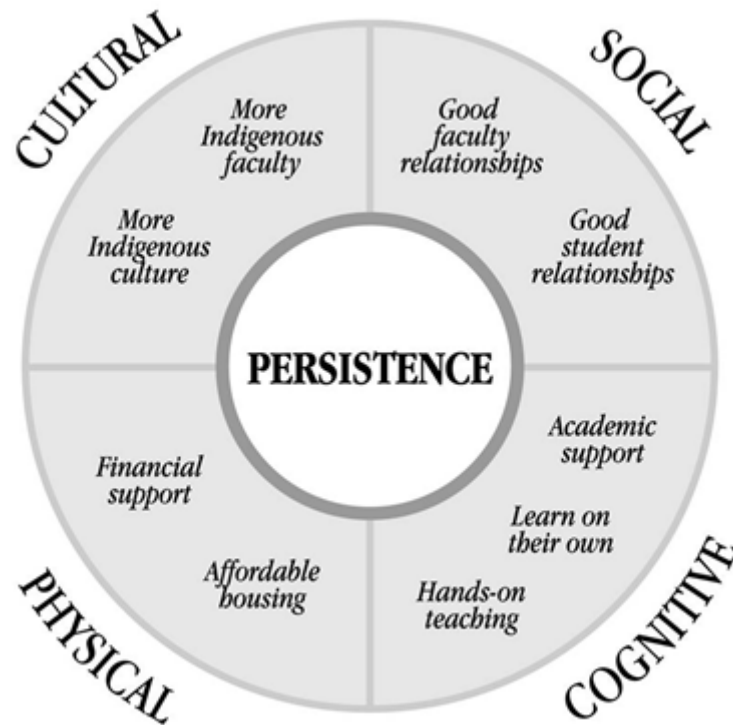 CULTURAL
More
Indigenous
faculty
More
Indigenous
culture
SOCIAL
Good
faculty
relationships
Good
student
relationships
PERSISTENCE
PHYSICAL
Financial
support
Affordable
housing
COGNITIVE
Academic
support
Learn on
their own
Hands-on
teaching